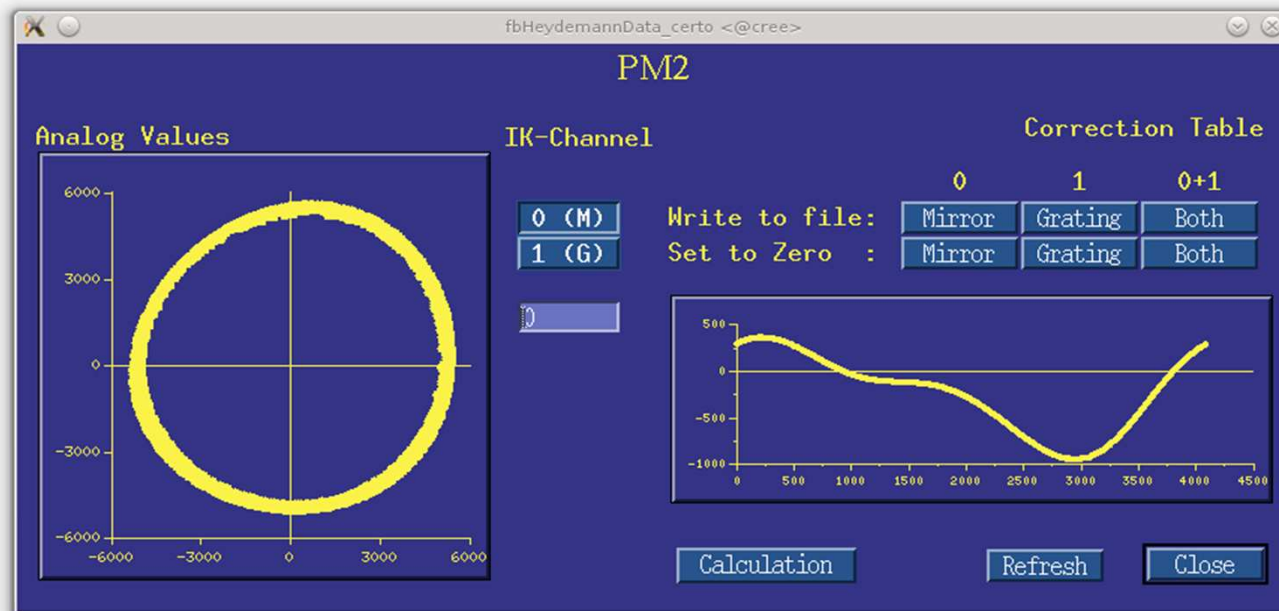 fbHeydemannData_certo <@cree>
PM2
Analog Values
IK-Channel
Correction Table
0 1 0+1
0 (M)
Write to file: Mirror Grating Both
1 (G)
Set to Zero : Mirror Grating Both
0
6000
3000
0
-3000
-6000
-6000 -3000 0 3000 6000
500
0
-500
-1000
0 500 1000 1500 2000 2500 3000 3500 4000 4500
Calculation
Refresh
Close